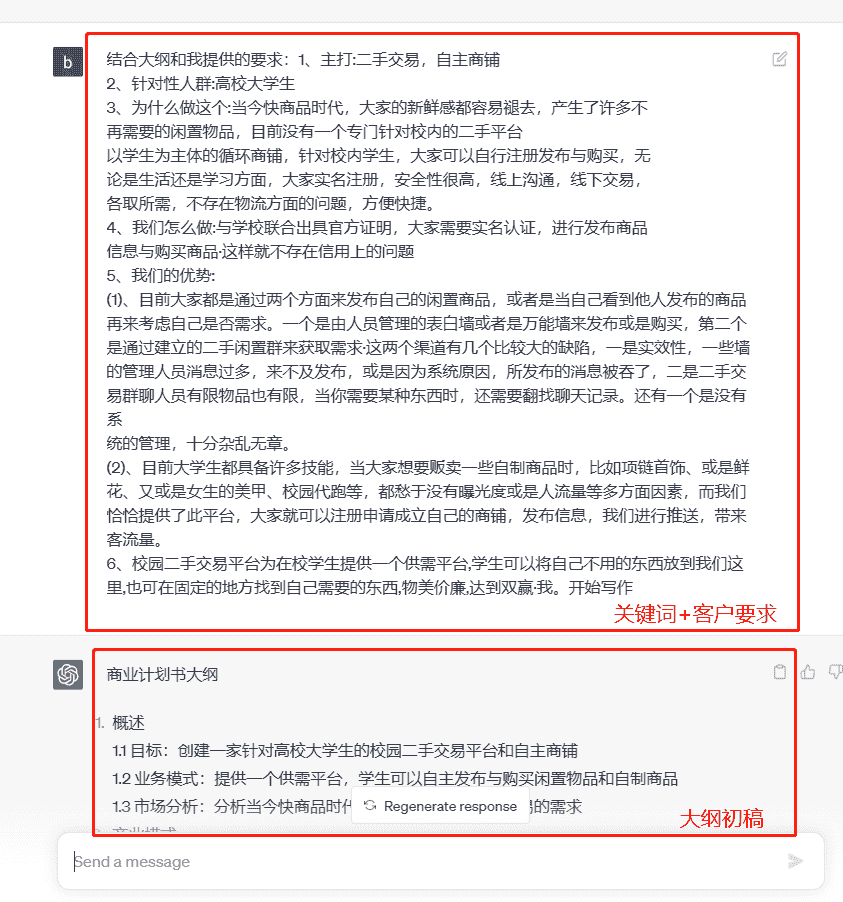 b
结合大纲和我提供的要求：1、主打:二手交易，自主商铺
2、针对性人群:高校大学生
3、为什么做这个:当今快商品时代，大家的新鲜感都容易褪去，产生了许多不
再需要的闲置物品，目前没有一个专门针对校内的二手平台
以学生为主体的循环商铺，针对校内学生，大家可以自行注册发布与购买，无
论是生活还是学习方面，大家实名注册，安全性很高，线上沟通，线下交易，
各取所需，不存在物流方面的问题，方便快捷。
4、我们怎么做:与学校联合出具官方证明，大家需要实名认证，进行发布商品
信息与购买商品·这样就不存在信用上的问题
5、我们的优势:
(1)、目前大家都是通过两个方面来发布自己的闲置商品，或者是当自己看到他人发布的商品
再来考虑自己是否需求。一个是由人员管理的表白墙或者是万能墙来发布或是购买，第二个
是通过建立的二手闲置群来获取需求·这两个渠道有几个比较大的缺陷，一是实效性，一些墙
的管理人员消息过多，来不及发布，或是因为系统原因，所发布的消息被吞了，二是二手交
易群聊人员有限物品也有限，当你需要某种东西时，还需要翻找聊天记录。还有一个是没有
系
统的管理，十分杂乱无章。
(2)、目前大学生都具备许多技能，当大家想要贩卖一些自制商品时，比如项链首饰、或是鲜
花、又或是女生的美甲、校园代跑等，都愁于没有曝光度或是人流量等多方面因素，而我们
恰恰提供了此平台，大家就可以注册申请成立自己的商铺，发布信息，我们进行推送，带来
客流量。
6、校园二手交易平台为在校学生提供一个供需平台,学生可以将自己不用的东西放到我们这
里,也可在固定的地方找到自己需要的东西,物美价廉,达到双赢·我。开始写作
关键词+客户要求
商业计划书大纲
1. 概述
1.1 目标：创建一家针对高校大学生的校园二手交易平台和自主商铺
1.2 业务模式：提供一个供需平台，学生可以自主发布与购买闲置物品和自制商品
1.3 市场分析：分析当今快商品时 易的需求
Regenerate response
大纲初稿
Send a message